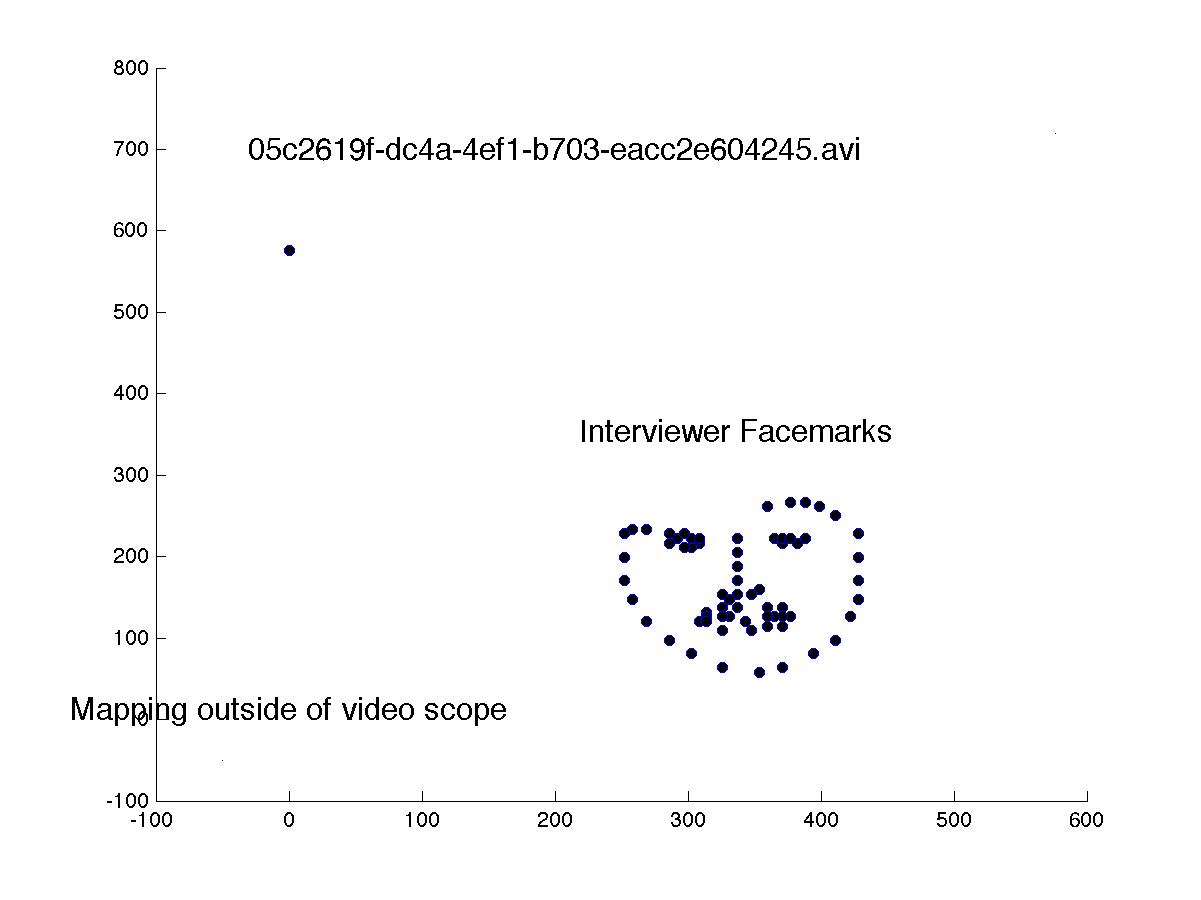 800
700
05c2619f-dc4a-4ef1-b703-eacc2e604245.avi
600
500
400
Interviewer Facemarks
300
200
100
Mapping outside of video scope
0
-100
-100 0 100 200 300 400 500 600